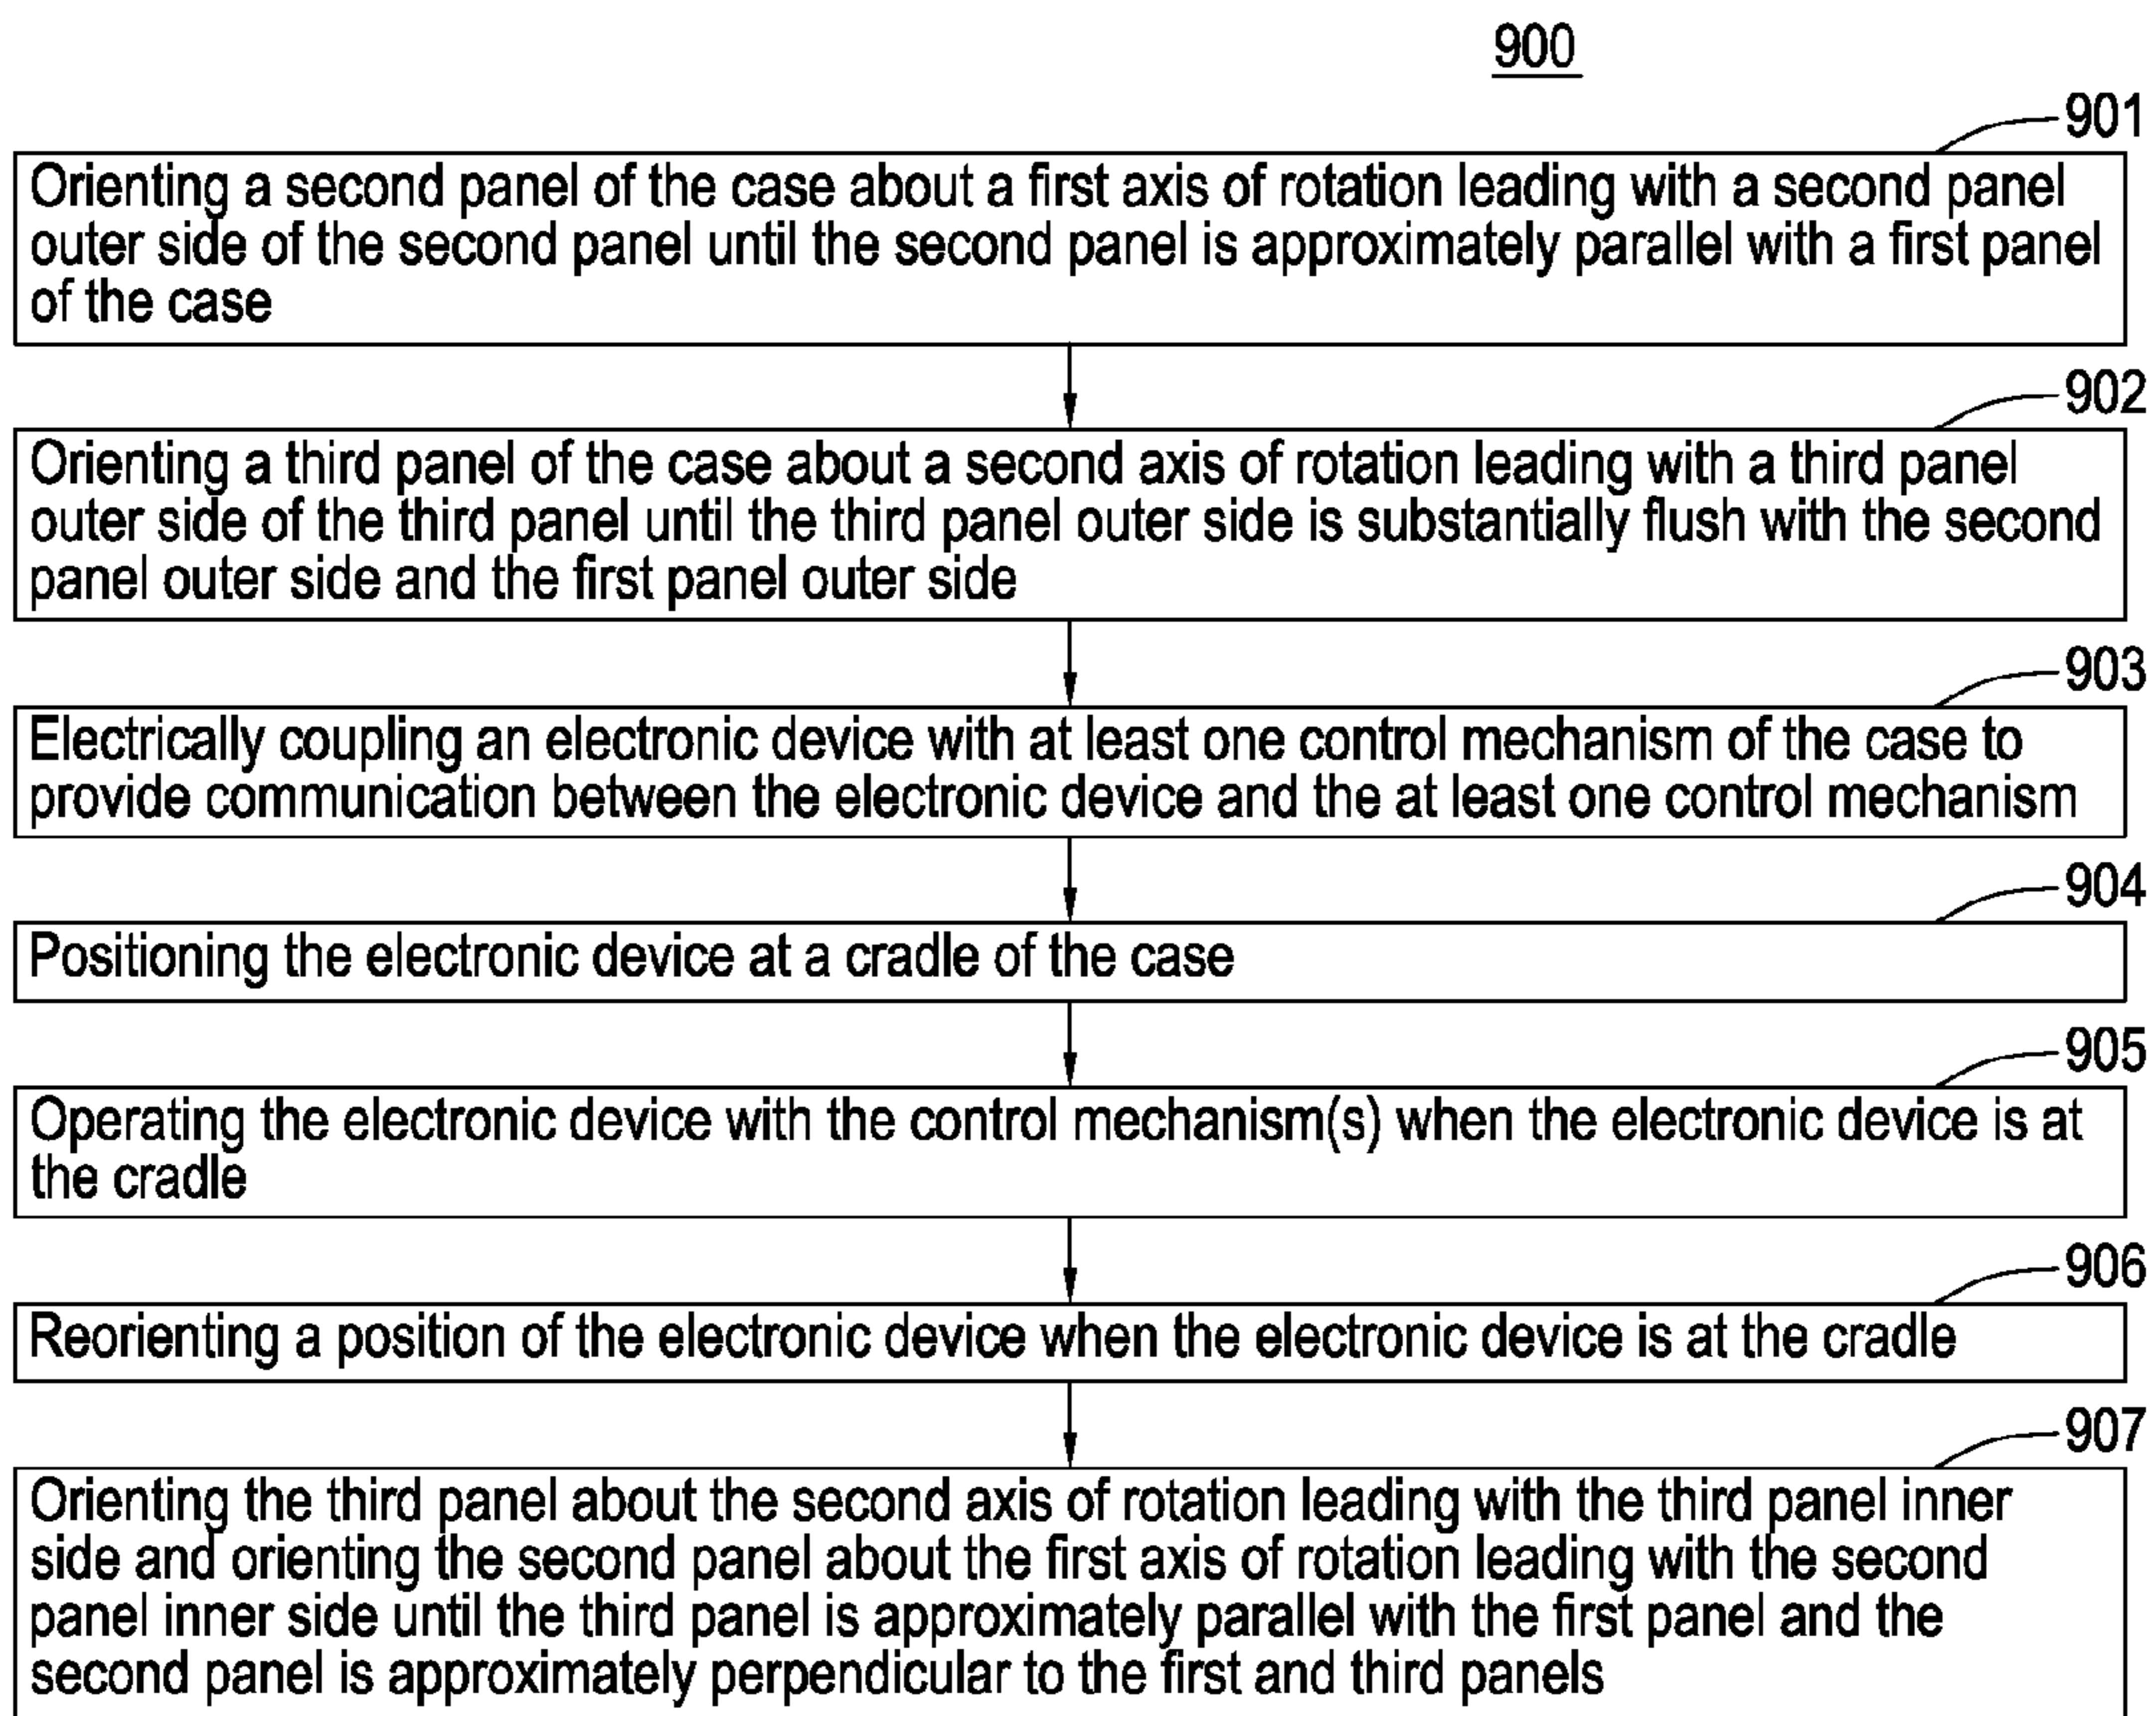 900
901
Orienting a second panel of the case about a first axis of rotation leading with a second panel
outer side of the second panel until the second panel is approximately parallel with a first panel
of the case
902
Orienting a third panel of the case about a second axis of rotation leading with a third panel
outer side of the third panel until the third panel outer side is substantially flush with the second
panel outer side and the first panel outer side
903
Electrically coupling an electronic device with at least one control mechanism of the case to
provide communication between the electronic device and the at least one control mechanism
904
Positioning the electronic device at a cradle of the case
905
Operating the electronic device with the control mechanism(s) when the electronic device is at
the cradle
906
Reorienting a position of the electronic device when the electronic device is at the cradle
907
Orienting the third panel about the second axis of rotation leading with the third panel inner
side and orienting the second panel about the first axis of rotation leading with the second
panel inner side until the third panel is approximately parallel with the first panel and the
second panel is approximately perpendicular to the first and third panels